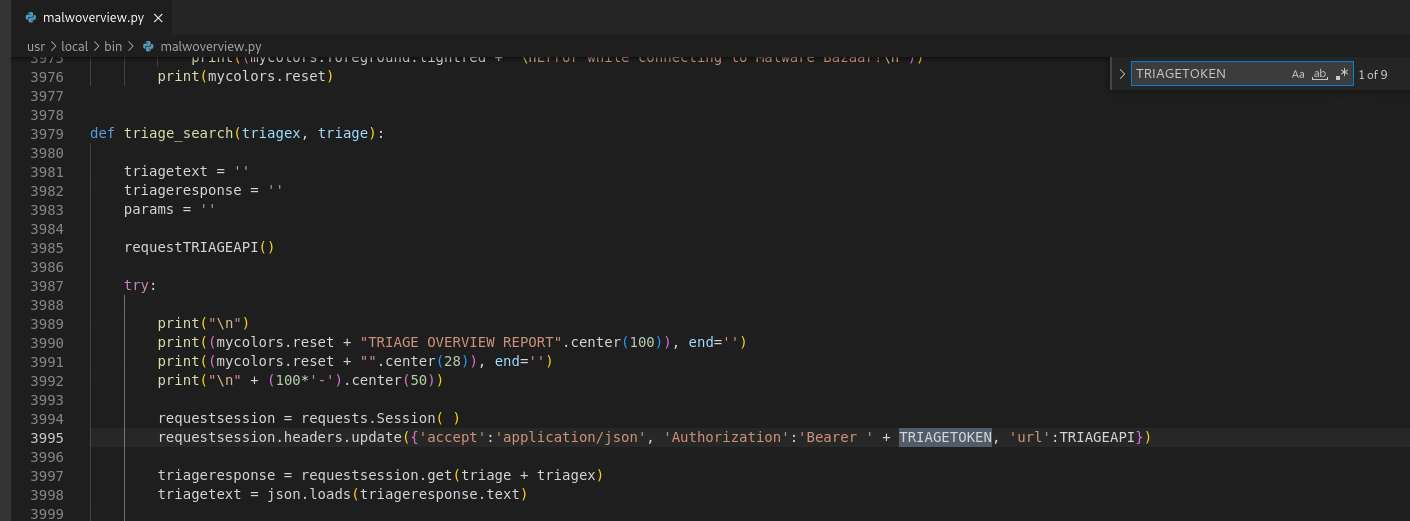 malwoverview.py ×
usr > local > bin > malwoverview.py
TRIAGETOKEN Aa ab .* 1 of 9
3975 print((mycolors.foreground.lightred + "\nError while connecting to Malware Bazaar!\n"))
3976 print(mycolors.reset)
3977
3978
3979 def triage_search(triagex, triage):
3980
3981 triagetext = ''
3982 triageresponse = ''
3983 params = ''
3984
3985 requestTRIAGEAPI()
3986
3987 try:
3988
3989 print("\n")
3990 print((mycolors.reset + "TRIAGE OVERVIEW REPORT".center(100)), end='')
3991 print((mycolors.reset + "".center(28)), end='')
3992 print("\n" + (100*'-').center(50))
3993
3994 requestsession = requests.Session( )
3995 requestsession.headers.update({'accept':'application/json', 'Authorization':'Bearer ' + TRIAGETOKEN, 'url':TRIAGEAPI})
3996
3997 triageresponse = requestsession.get(triage + triagex)
3998 triagetext = json.loads(triageresponse.text)
3999